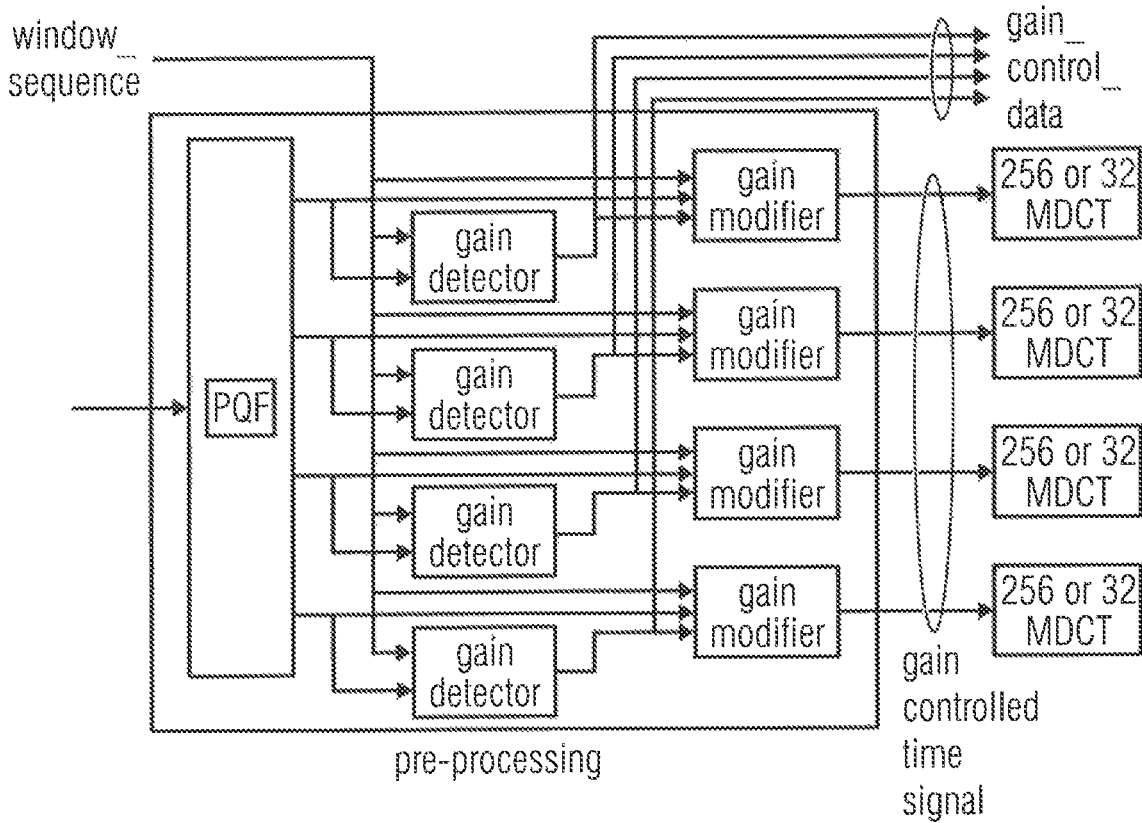 window_
sequence
gain_
control_
data
PQF
gain
detector
gain
modifier
256 or 32
MDCT
gain
detector
gain
modifier
256 or 32
MDCT
gain
detector
gain
modifier
256 or 32
MDCT
gain
detector
gain
modifier
256 or 32
MDCT
pre-processing
gain
controlled
time
signal